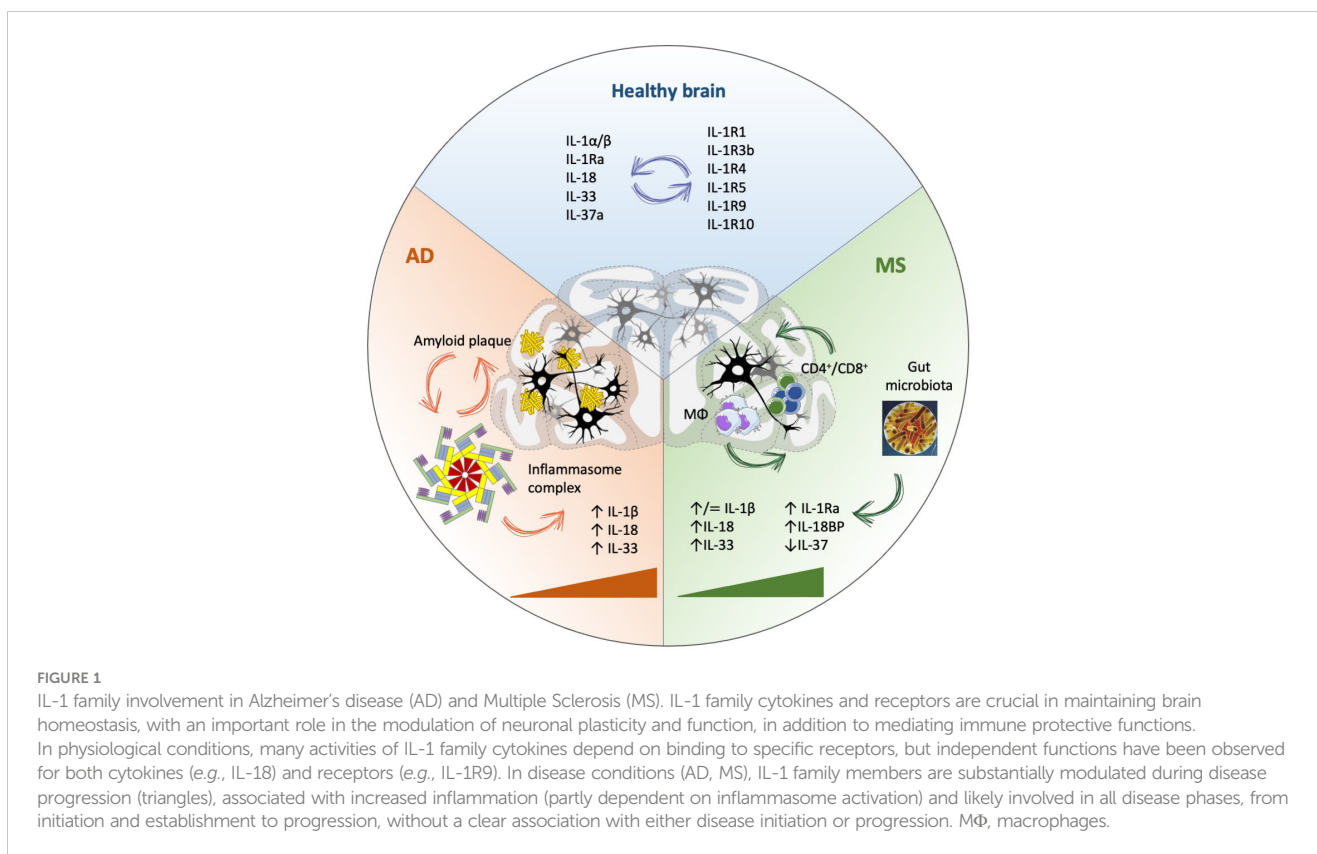 Healthy brain
IL-1α/β
IL-1Ra
IL-18
IL-33
IL-37a
IL-1R1
IL-1R3b
IL-1R4
IL-1R5
IL-1R9
IL-1R10
AD
Amyloid plaque
Inflammasome
complex
↑ IL-1β
↑ IL-18
↑ IL-33
MS
CD4⁺/CD8⁺
Gut
microbiota
MΦ
↑/= IL-1β
↑IL-18
↑IL-33
↑ IL-1Ra
↑IL-18BP
↓IL-37
FIGURE 1
IL-1 family involvement in Alzheimer’s disease (AD) and Multiple Sclerosis (MS). IL-1 family cytokines and receptors are crucial in maintaining brain
homeostasis, with an important role in the modulation of neuronal plasticity and function, in addition to mediating immune protective functions.
In physiological conditions, many activities of IL-1 family cytokines depend on binding to specific receptors, but independent functions have been observed
for both cytokines (e.g., IL-18) and receptors (e.g., IL-1R9). In disease conditions (AD, MS), IL-1 family members are substantially modulated during disease
progression (triangles), associated with increased inflammation (partly dependent on inflammasome activation) and likely involved in all disease phases, from
initiation and establishment to progression, without a clear association with either disease initiation or progression. MΦ, macrophages.